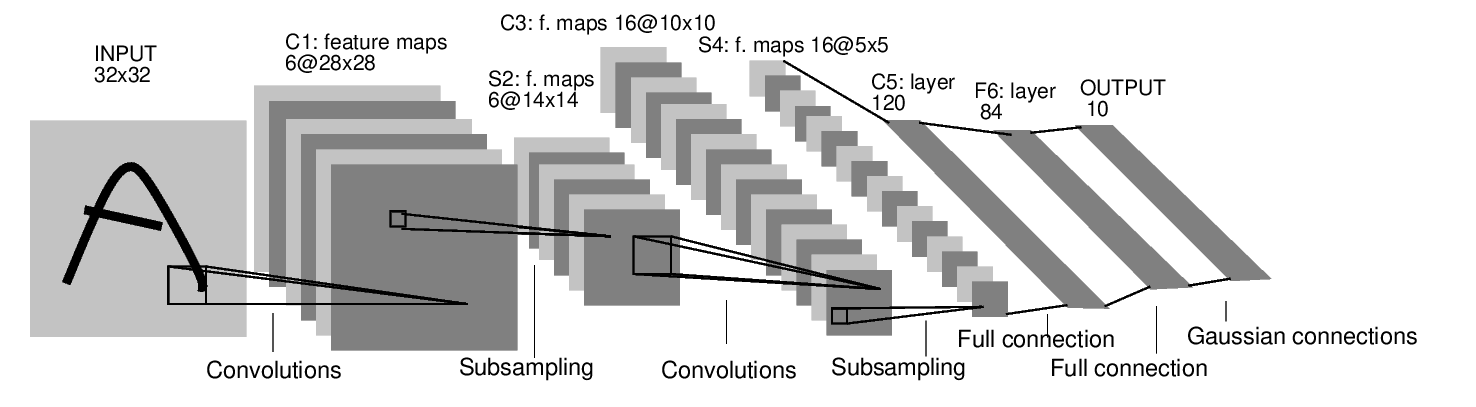 INPUT
32x32
C1: feature maps
6@28x28
S2: f. maps
6@14x14
C3: f. maps 16@10x10
S4: f. maps 16@5x5
C5: layer
120
F6: layer
84
OUTPUT
10
Convolutions
Subsampling
Convolutions
Subsampling
Full connection
Full connection
Gaussian connections